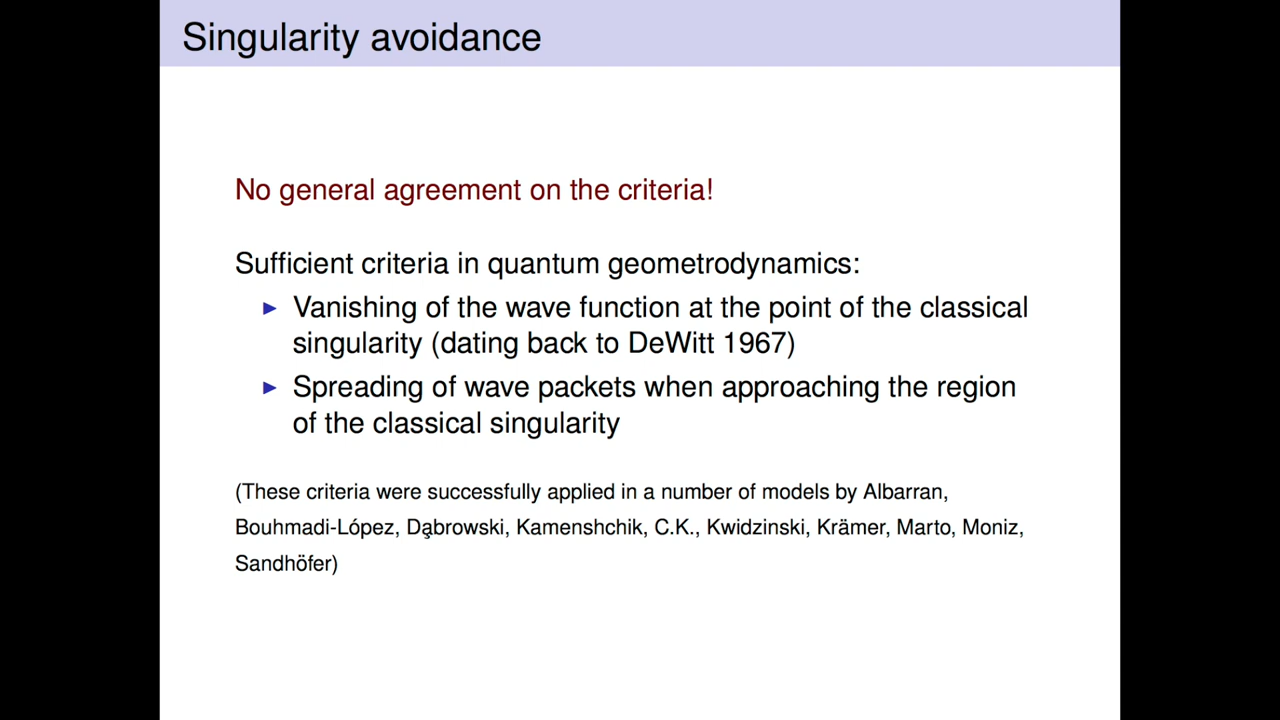 Singularity avoidance
No general agreement on the criteria!
Sufficient criteria in quantum geometrodynamics:
▶ Vanishing of the wave function at the point of the classical
singularity (dating back to DeWitt 1967)
▶ Spreading of wave packets when approaching the region
of the classical singularity
(These criteria were successfully applied in a number of models by Albarran,
Bouhmadi-López, Dąbrowski, Kamenshchik, C.K., Kwidzinski, Krämer, Marto, Moniz,
Sandhöfer)